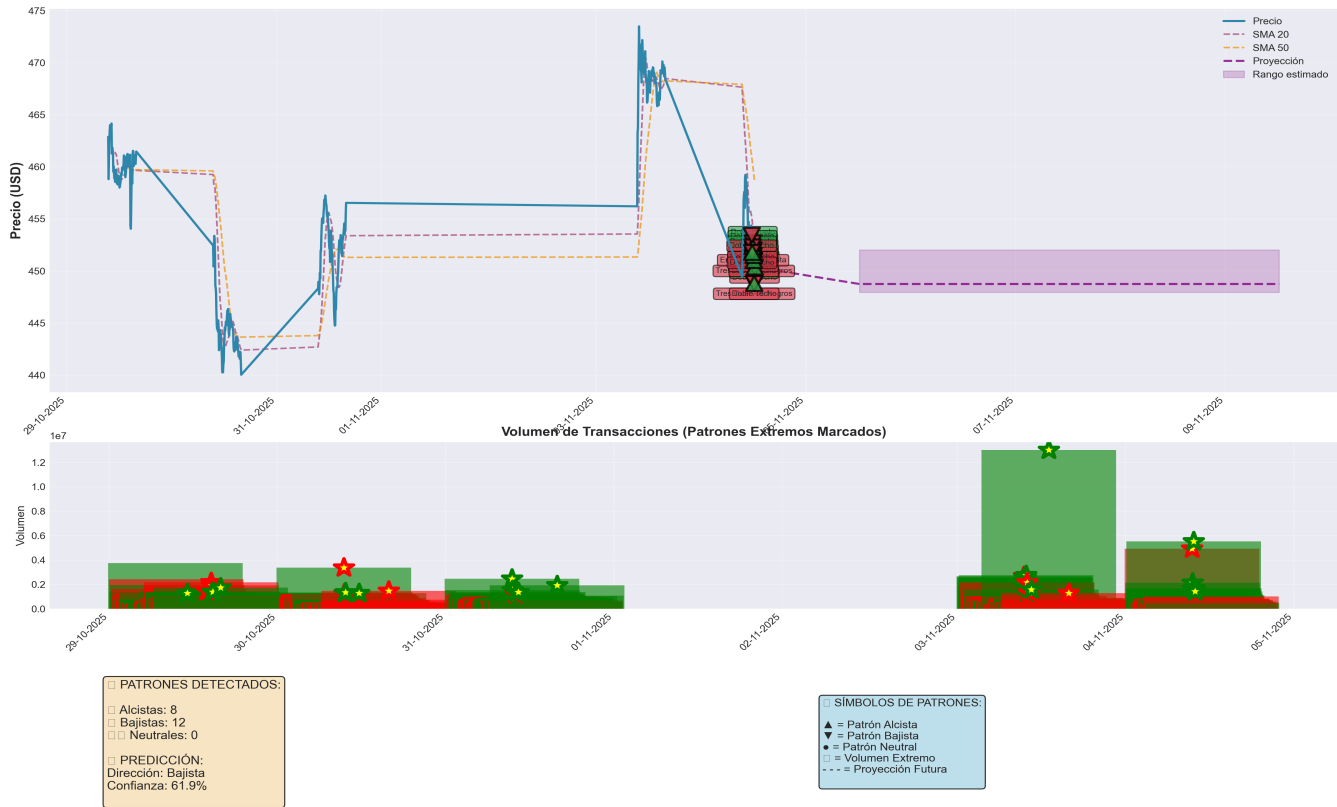 475
470
465
460
455
450
445
440
Precio (USD)
Precio
SMA 20
SMA 50
Proyección
Rango estimado
29-10-2025
31-10-2025
01-11-2025
03-11-2025
05-11-2025
07-11-2025
09-11-2025
Volumen de Transacciones (Patrones Extremos Marcados)
1e7
1.2
1.0
0.8
0.6
0.4
0.2
0.0
Volumen
29-10-2025
30-10-2025
31-10-2025
01-11-2025
02-11-2025
03-11-2025
04-11-2025
05-11-2025
PATRONES DETECTADOS:
Alcistas: 8
Bajistas: 12
Neutrales: 0
PREDICCIÓN:
Dirección: Bajista
Confianza: 61.9%
SÍMBOLOS DE PATRONES:
▲ = Patrón Alcista
▼ = Patrón Bajista
● = Patrón Neutral
= Volumen Extremo
- - - = Proyección Futura